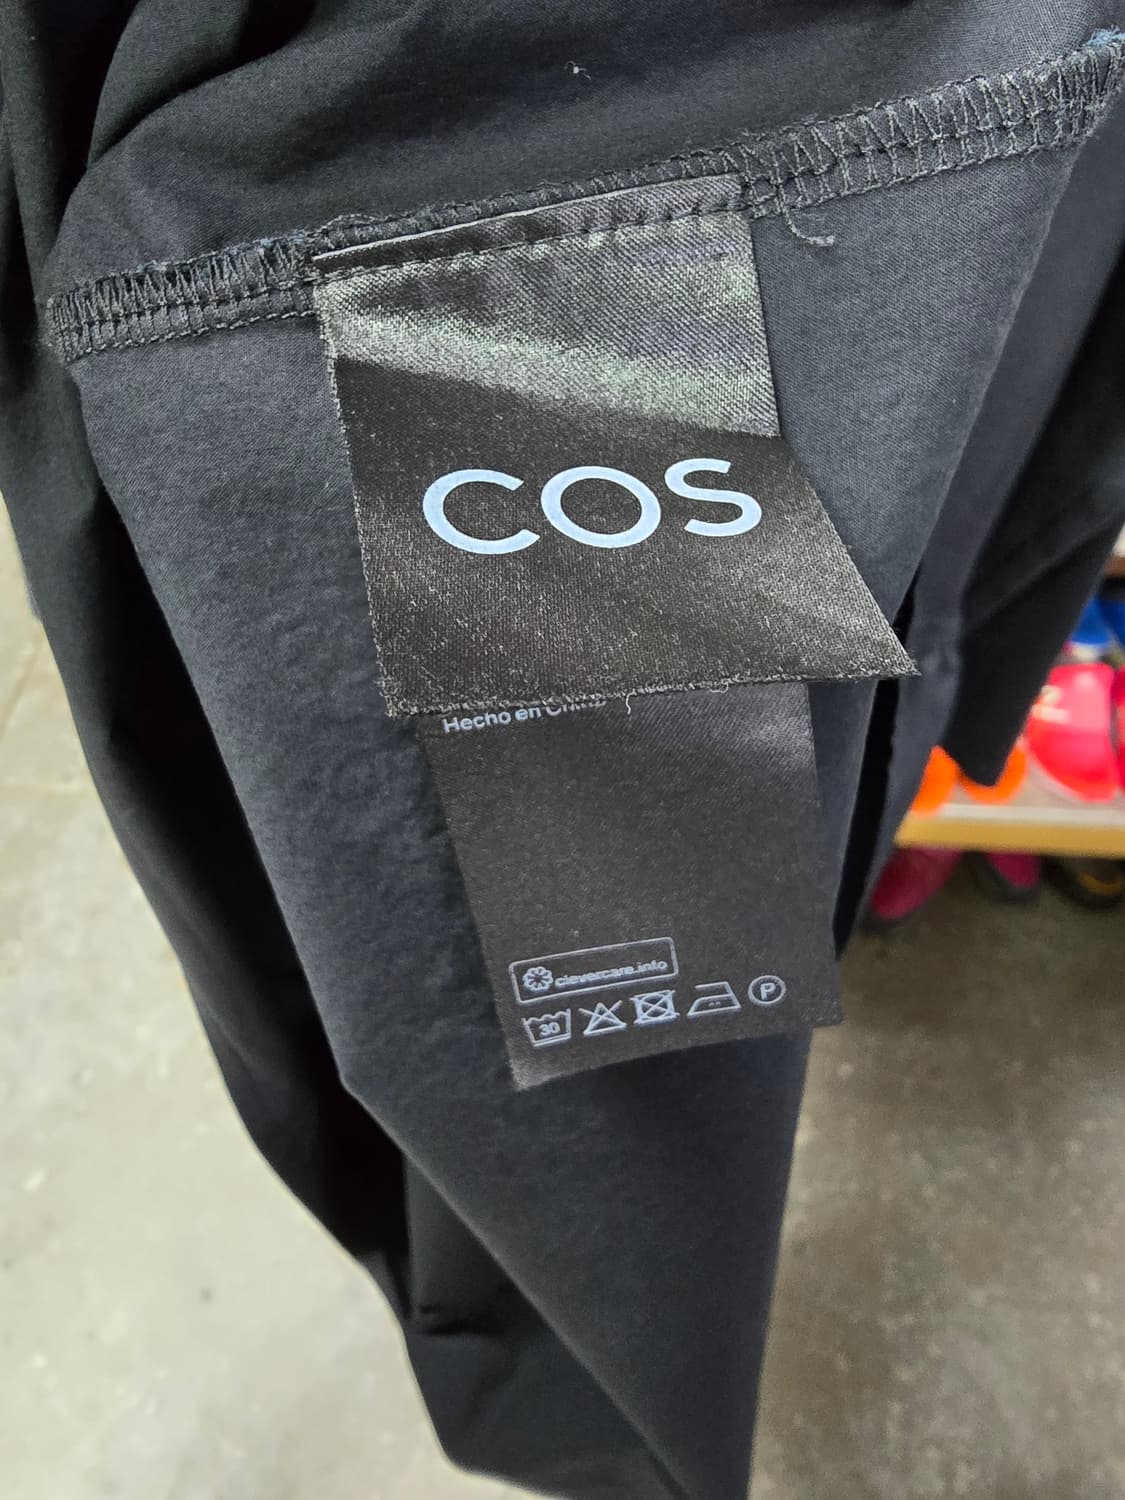 COS
Hecho en China
clevercare.info
30
P